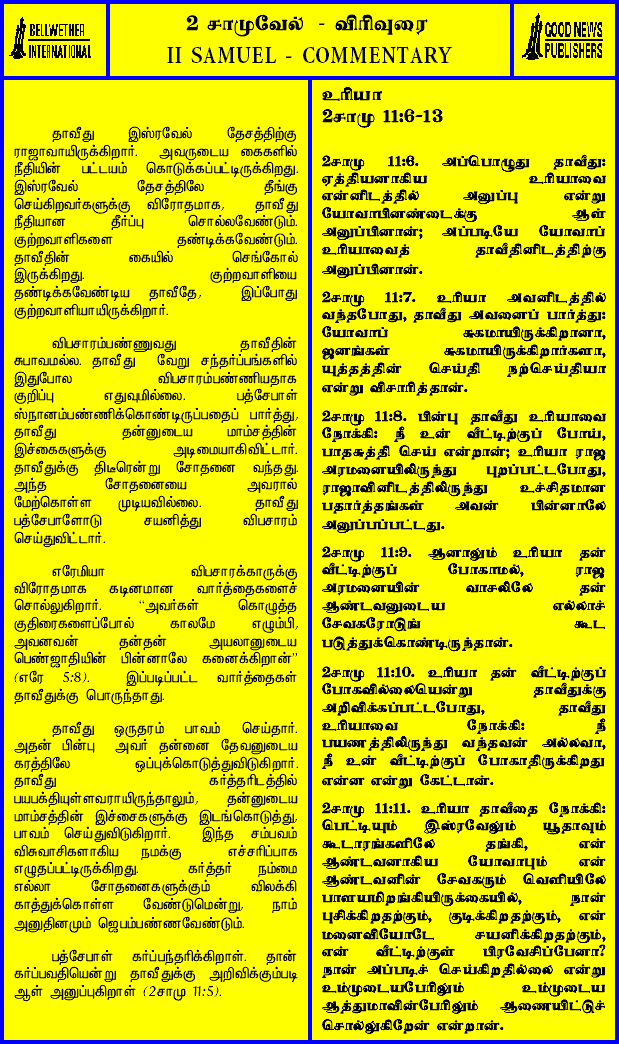 BELLWETHER
INTERNATIONAL
2 சாமுவேல் - விரிவுரை
II SAMUEL - COMMENTARY
GOOD NEWS
PUBLISHERS
தாவீது இஸ்ரவேல் தேசத்திற்கு
ராஜாவாயிருக்கிறார். அவருடைய கைகளில்
நீதியின் பட்டயம் கொடுக்கப்பட்டிருக்கிறது.
இஸ்ரவேல் தேசத்திலே தீங்கு
செய்கிறவர்களுக்கு விரோதமாக, தாவீது
நீதியான தீர்ப்பு சொல்லவேண்டும்.
குற்றவாளிகளை தண்டிக்கவேண்டும்.
தாவீதின் கையில் செங்கோல்
இருக்கிறது. குற்றவாளியை
தண்டிக்கவேண்டிய தாவீதே, இப்போது
குற்றவாளியாயிருக்கிறார்.
விபசாரம்பண்ணுவது தாவீதின்
சுபாவமல்ல. தாவீது வேறு சந்தர்ப்பங்களில்
இதுபோல விபசாரம்பண்ணியதாக
குறிப்பு எதுவுமில்லை. பத்சேபாள்
ஸ்நானம்பண்ணிக்கொண்டிருப்பதைப் பார்த்து,
தாவீது தன்னுடைய மாம்சத்தின்
இச்சைகளுக்கு அடிமையாகிவிட்டார்.
தாவீதுக்கு திடீரென்று சோதனை வந்தது.
அந்த சோதனையை அவரால்
மேற்கொள்ள முடியவில்லை. தாவீது
பத்சேபாளோடு சயனித்து விபசாரம்
செய்துவிட்டார்.
எரேமியா விபசாரக்காருக்கு
விரோதமாக கடினமான வார்த்தைகளைச்
சொல்லுகிறார். “அவர்கள் கொழுத்த
குதிரைகளைப்போல் காலமே எழும்பி,
அவனவன் தன்தன் அயலானுடைய
பெண்ஜாதியின் பின்னாலே கனைக்கிறான்”
(எரே 5:8). இப்படிப்பட்ட வார்த்தைகள்
தாவீதுக்கு பொருந்தாது.
தாவீது ஒருதரம் பாவம் செய்தார்.
அதன் பின்பு அவர் தன்னை தேவனுடைய
கரத்திலே ஒப்புக்கொடுத்துவிடுகிறார்.
தாவீது கர்த்தரிடத்தில்
பயபக்தியுள்ளவராயிருந்தாலும், தன்னுடைய
மாம்சத்தின் இச்சைகளுக்கு இடங்கொடுத்து,
பாவம் செய்துவிடுகிறார். இந்த சம்பவம்
விசுவாசிகளாகிய நமக்கு எச்சரிப்பாக
எழுதப்பட்டிருக்கிறது. கர்த்தர் நம்மை
எல்லா சோதனைகளுக்கும் விலக்கி
காத்துக்கொள்ள வேண்டுமென்று, நாம்
அனுதினமும் ஜெபம்பண்ணவேண்டும்.
பத்சேபாள் கர்ப்பந்தரிக்கிறாள். தான்
கர்ப்பவதியென்று தாவீதுக்கு அறிவிக்கும்படி
ஆள் அனுப்புகிறாள் (2சாமு 11:5).
உரியா
2சாமு 11:6-13
2சாமு 11:6. அப்பொழுது தாவீது:
ஏத்தியனாகிய உரியாவை
என்னிடத்தில் அனுப்பு என்று
யோவாபினண்டைக்கு ஆள்
அனுப்பினான்; அப்படியே யோவாப்
உரியாவைத் தாவீதினிடத்திற்கு
அனுப்பினான்.
2சாமு 11:7. உரியா அவனிடத்தில்
வந்தபோது, தாவீது அவனைப் பார்த்து:
யோவாப் சுகமாயிருக்கிறானா,
ஜனங்கள் சுகமாயிருக்கிறார்களா,
யுத்தத்தின் செய்தி நற்செய்தியா
என்று விசாரித்தான்.
2சாமு 11:8. பின்பு தாவீது உரியாவை
நோக்கி: நீ உன் வீட்டிற்குப் போய்,
பாதசுத்தி செய் என்றான்; உரியா ராஜ
அரமனையிலிருந்து புறப்பட்டபோது,
ராஜாவினிடத்திலிருந்து உச்சிதமான
பதார்த்தங்கள் அவன் பின்னாலே
அனுப்பப்பட்டது.
2சாமு 11:9. ஆனாலும் உரியா தன்
வீட்டிற்குப் போகாமல், ராஜ
அரமனையின் வாசலிலே தன்
ஆண்டவனுடைய எல்லாச்
சேவகரோடுங் கூட
படுத்துக்கொண்டிருந்தான்.
2சாமு 11:10. உரியா தன் வீட்டிற்குப்
போகவில்லையென்று தாவீதுக்கு
அறிவிக்கப்பட்டபோது, தாவீது
உரியாவை நோக்கி: நீ
பயணத்திலிருந்து வந்தவன் அல்லவா,
நீ உன் வீட்டிற்குப் போகாதிருக்கிறது
என்ன என்று கேட்டான்.
2சாமு 11:11. உரியா தாவீதை நோக்கி:
பெட்டியும் இஸ்ரவேலும் யூதாவும்
கூடாரங்களிலே தங்கி, என்
ஆண்டவனாகிய யோவாபும் என்
ஆண்டவனின் சேவகரும் வெளியிலே
பாளயமிறங்கியிருக்கையில், நான்
புசிக்கிறதற்கும், குடிக்கிறதற்கும், என்
மனைவியோடே சயனிக்கிறதற்கும்,
என் வீட்டிற்குள் பிரவேசிப்பேனா?
நான் அப்படிச் செய்கிறதில்லை என்று
உம்முடையபேரிலும் உம்முடைய
ஆத்துமாவின்பேரிலும் ஆணையிட்டுச்
சொல்லுகிறேன் என்றான்.